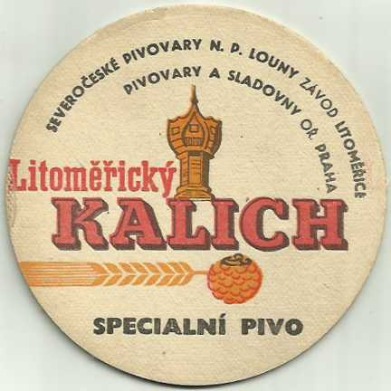 SEVEROČESKÉ PIVOVARY N. P. LOUNY ZÁVOD LITOMĚŘICE
PIVOVARY A SLADOVNY OŘ. PRAHA
Litoměřický
KALICH
SPECIALNÍ PIVO